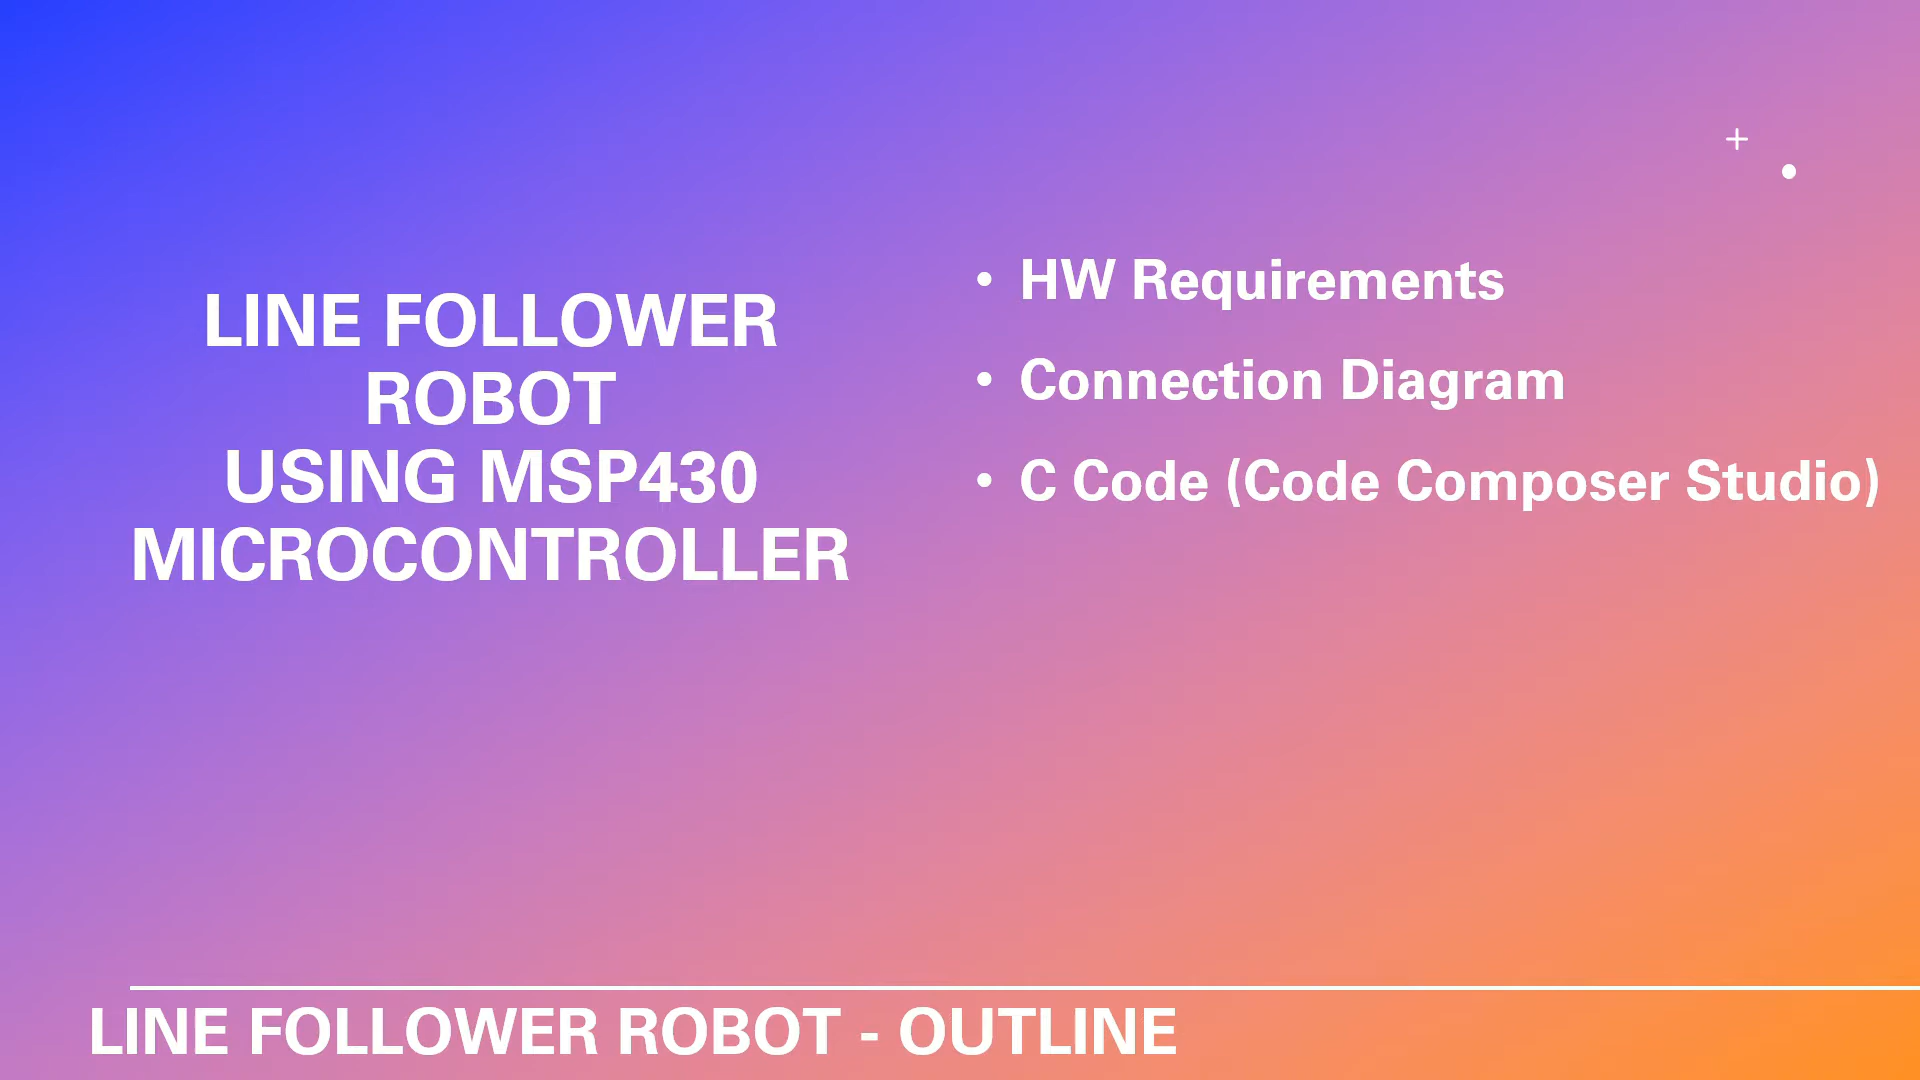 LINE FOLLOWER
ROBOT
USING MSP430
MICROCONTROLLER
• HW Requirements
• Connection Diagram
• C Code (Code Composer Studio)
LINE FOLLOWER ROBOT - OUTLINE